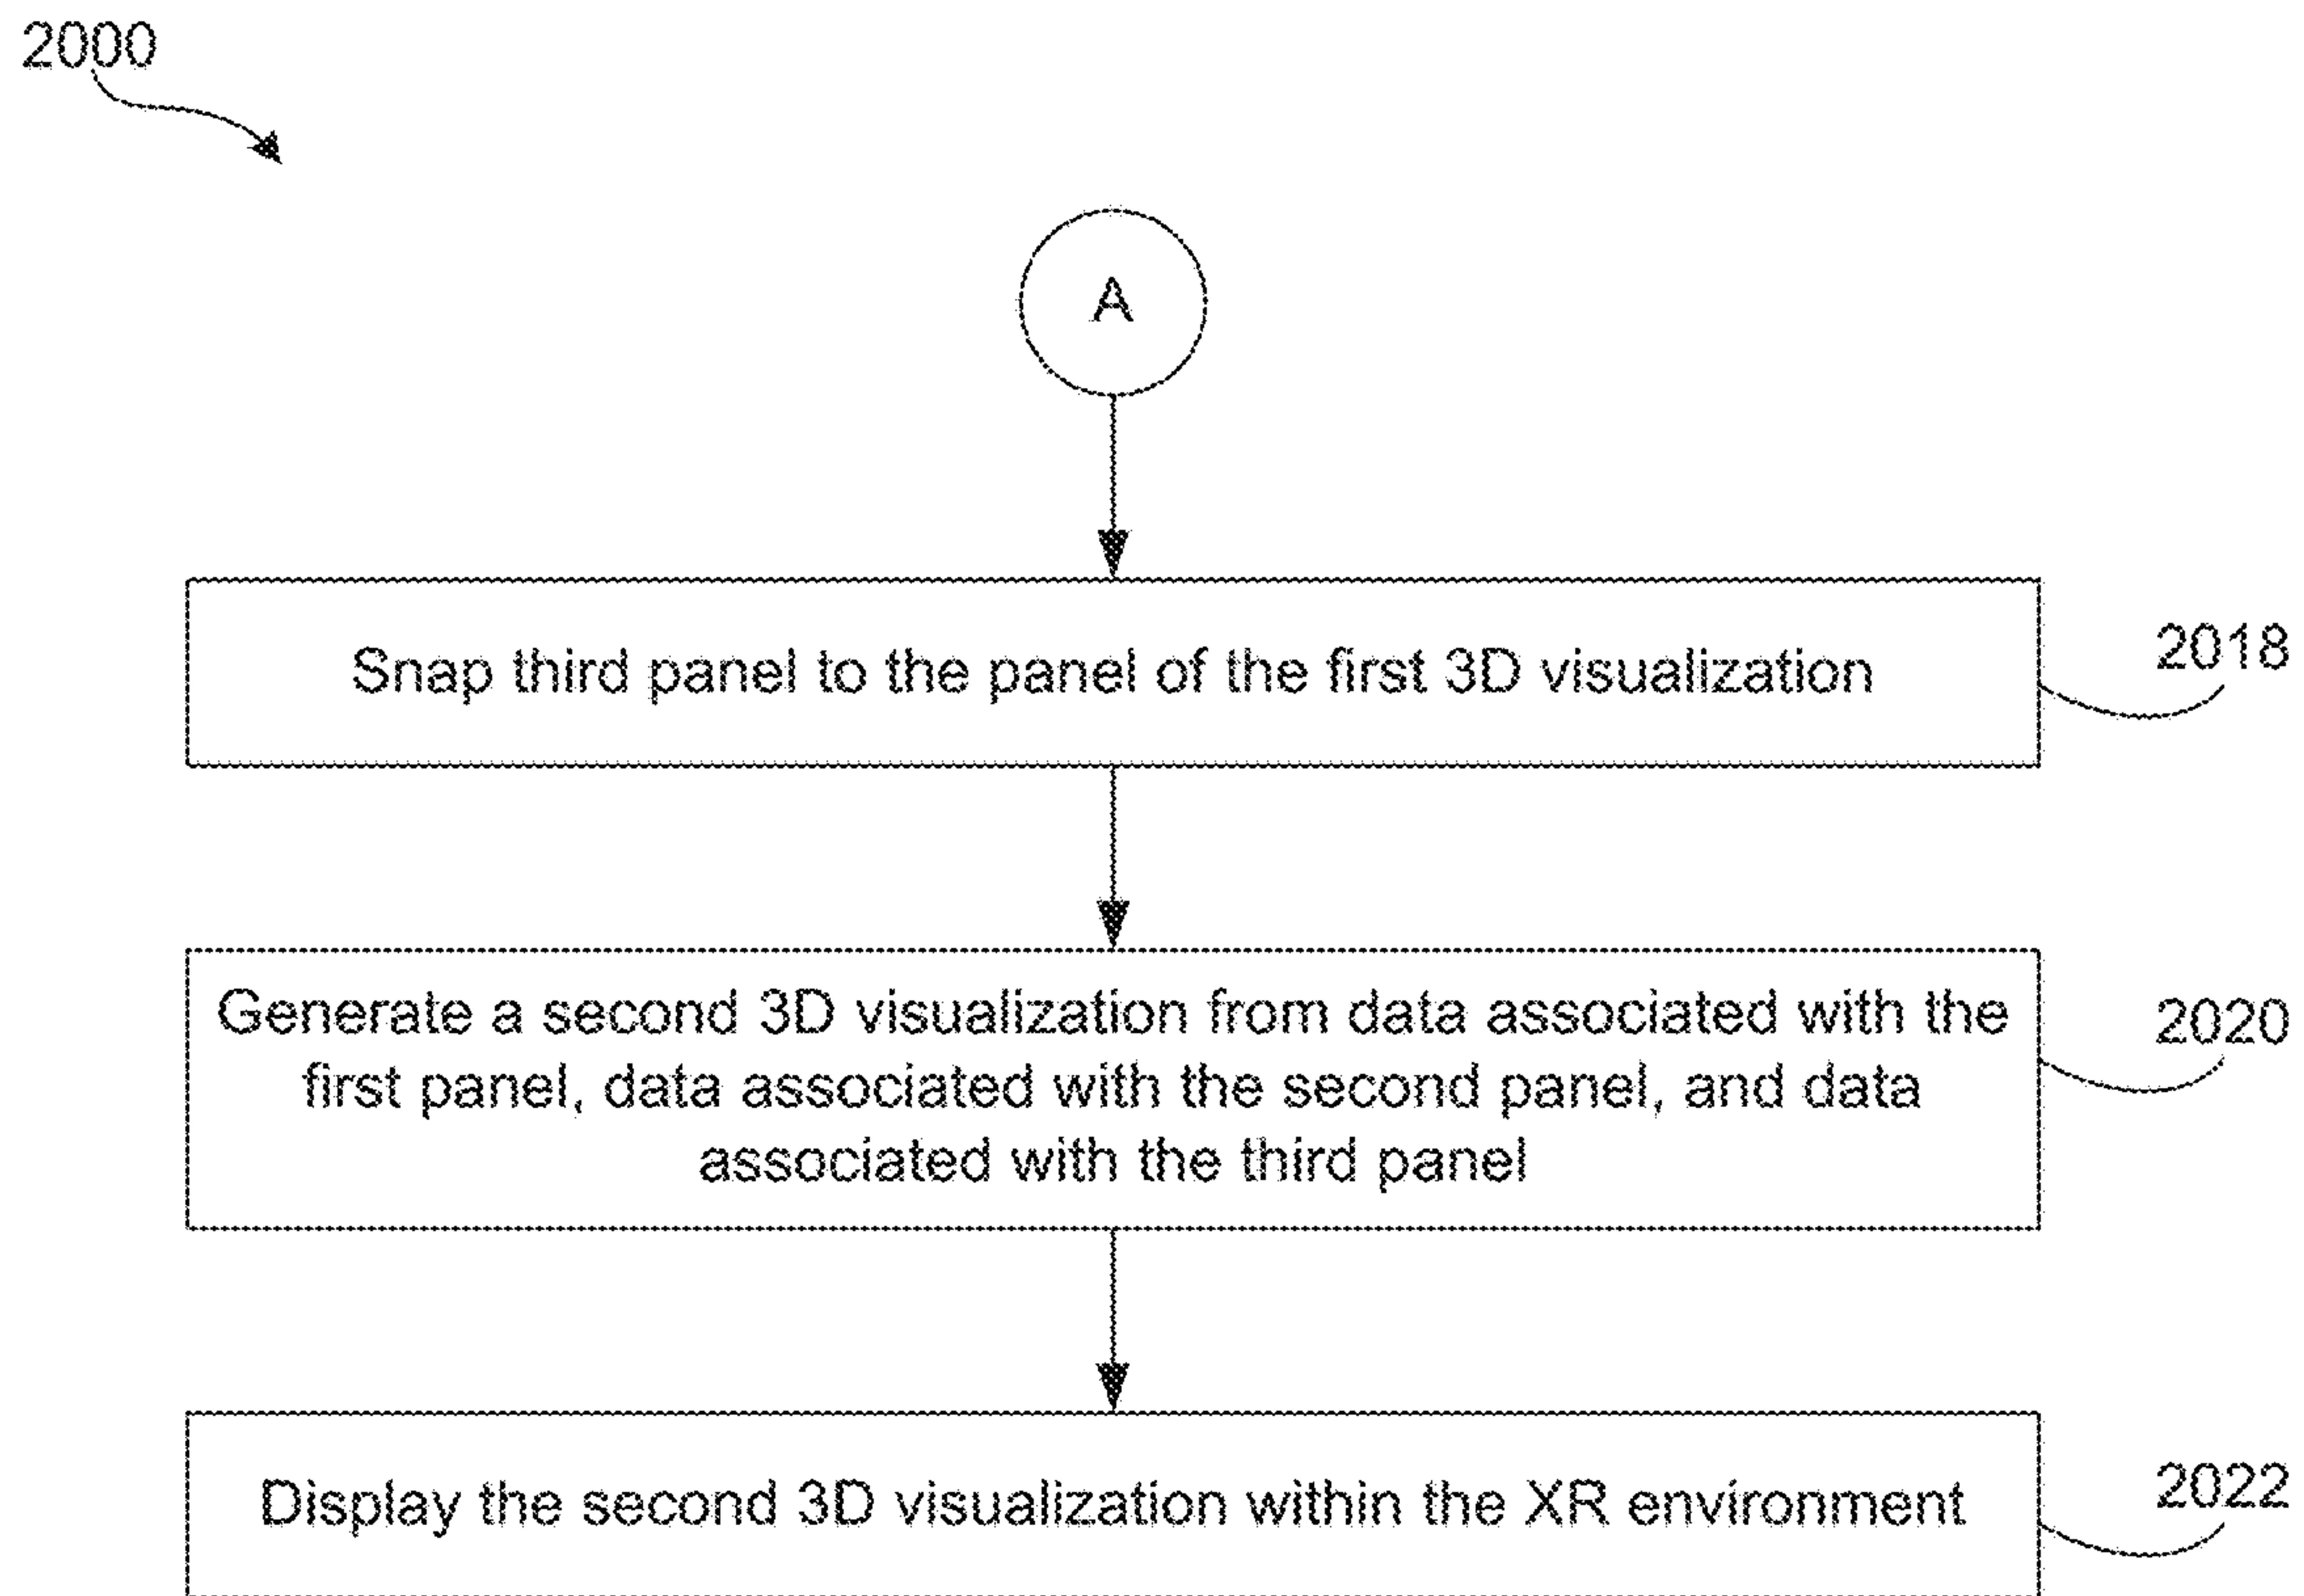 2000
A
Snap third panel to the panel of the first 3D visualization
2018
Generate a second 3D visualization from data associated with the
first panel, data associated with the second panel, and data
associated with the third panel
2020
Display the second 3D visualization within the XR environment
2022